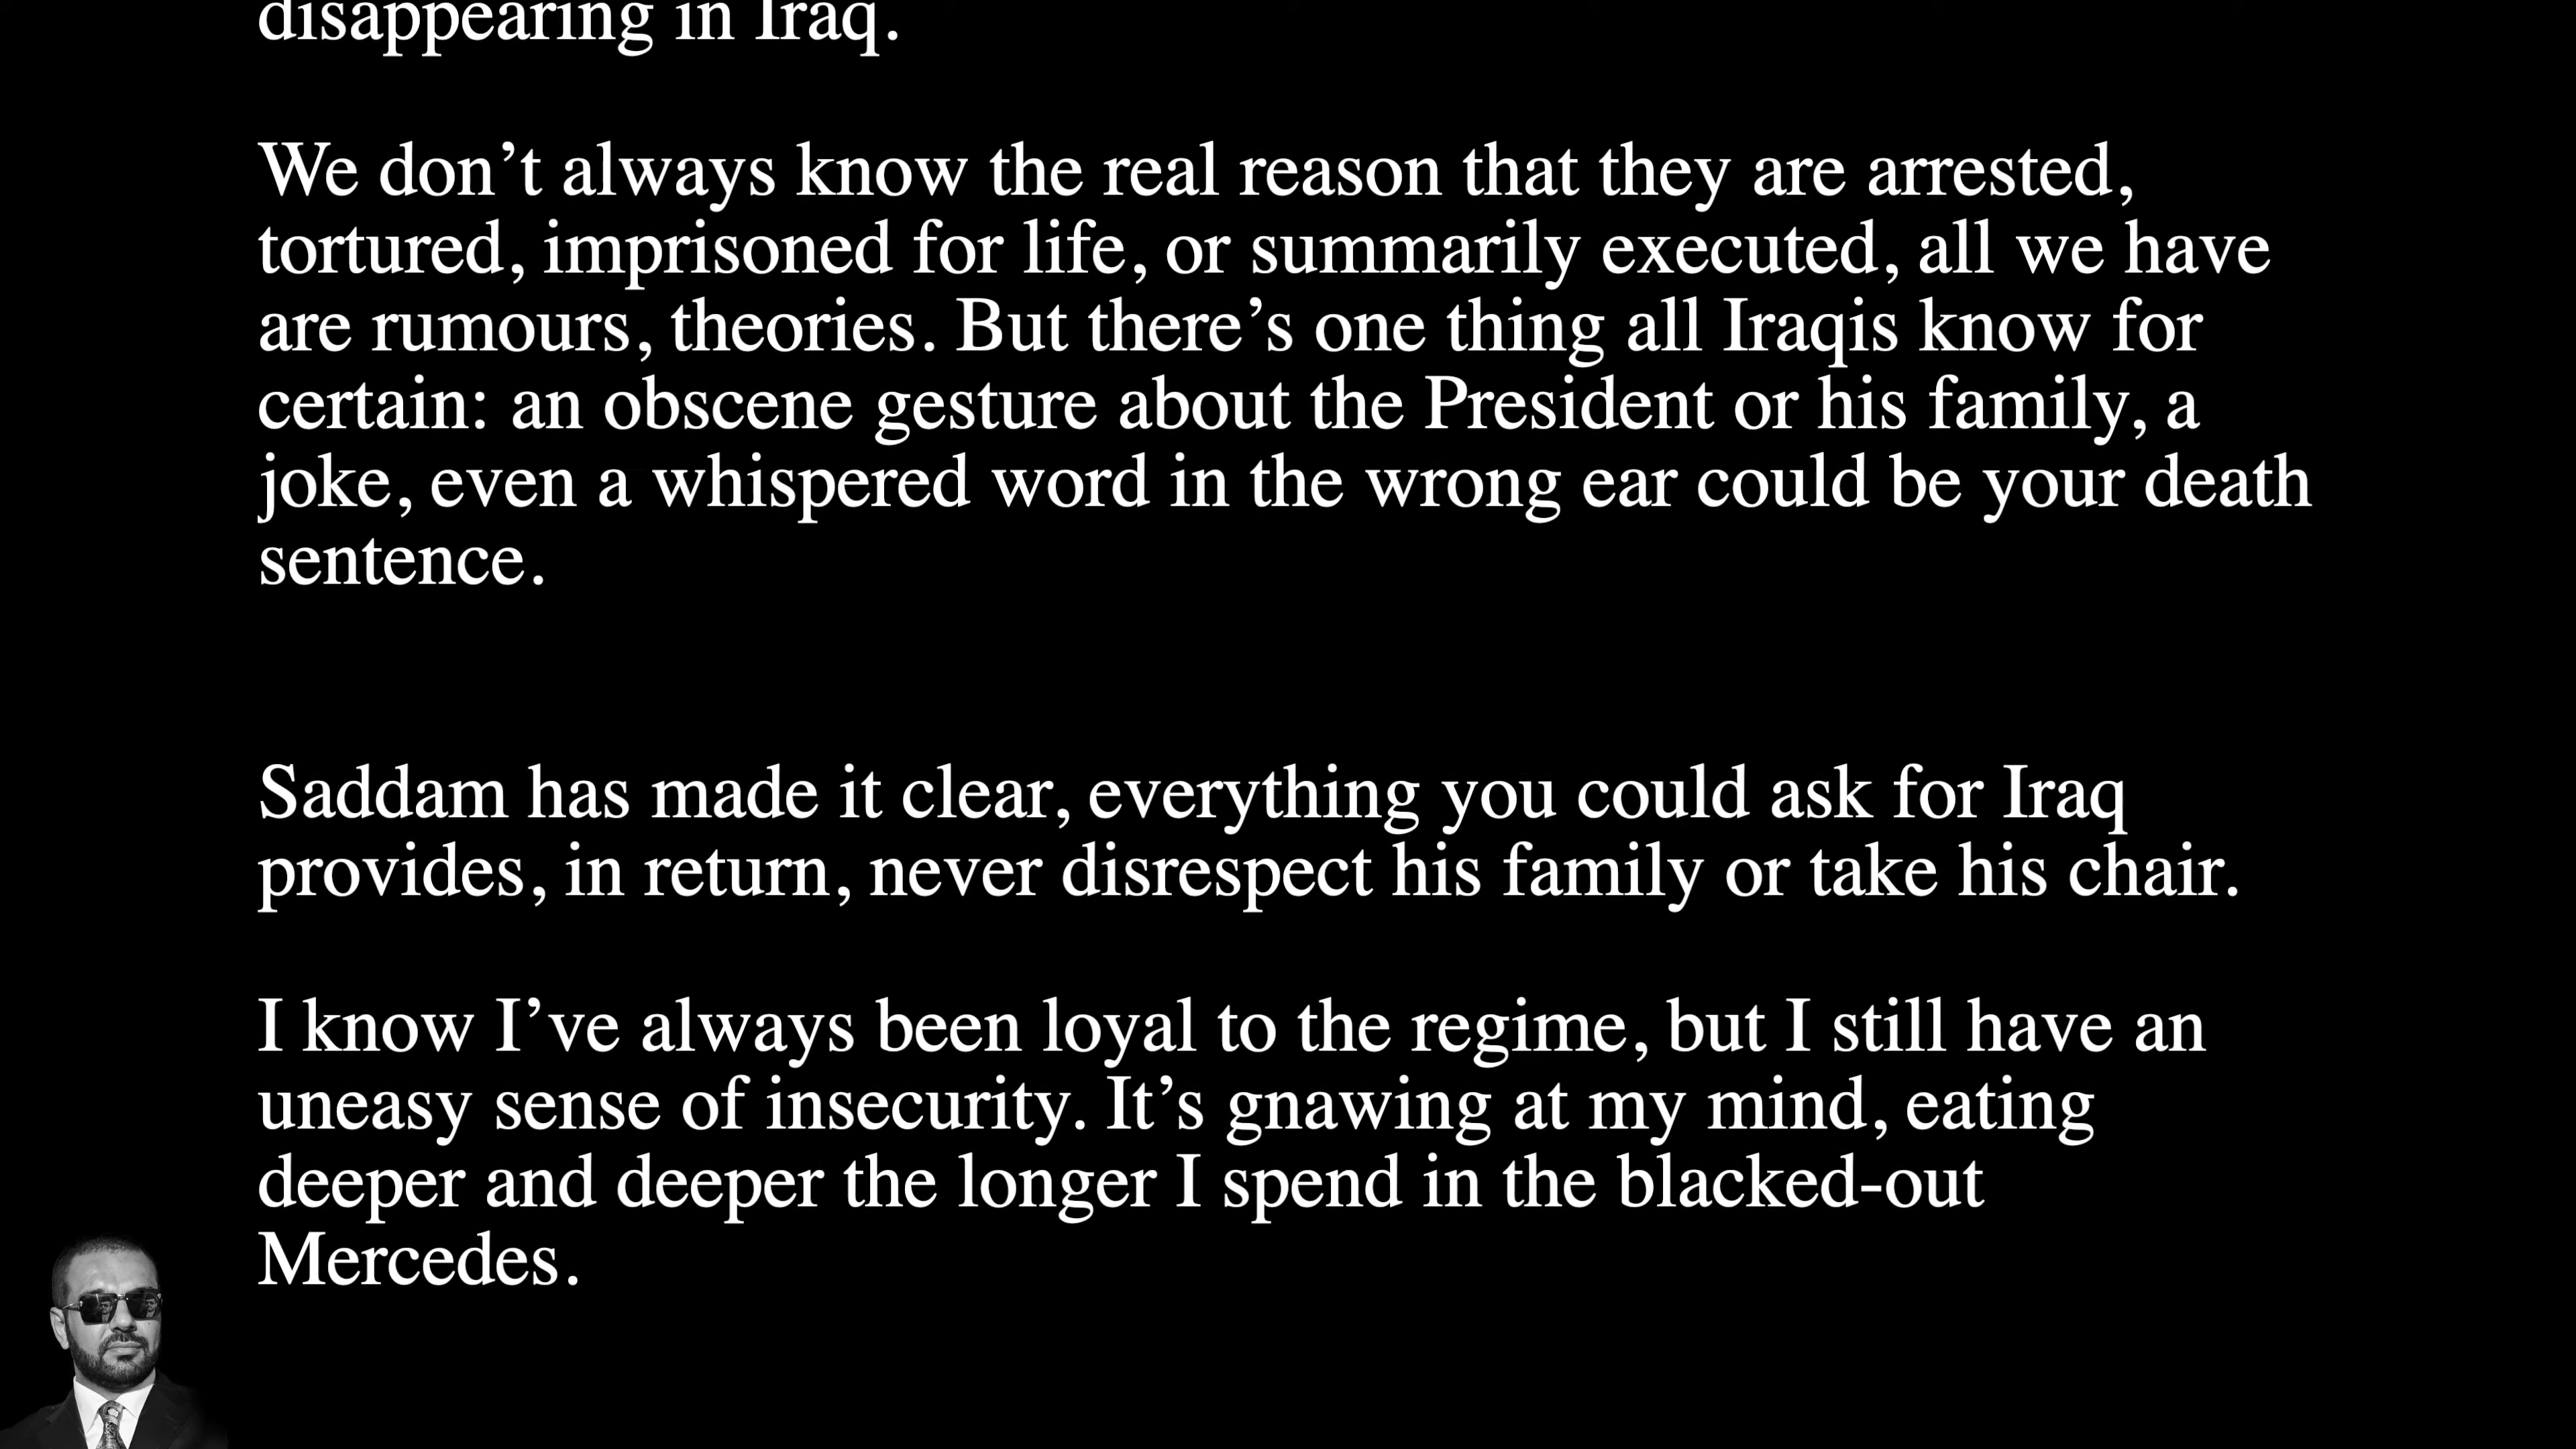 disappearing in Iraq.
We don’t always know the real reason that they are arrested,
tortured, imprisoned for life, or summarily executed, all we have
are rumours, theories. But there’s one thing all Iraqis know for
certain: an obscene gesture about the President or his family, a
joke, even a whispered word in the wrong ear could be your death
sentence.
Saddam has made it clear, everything you could ask for Iraq
provides, in return, never disrespect his family or take his chair.
I know I’ve always been loyal to the regime, but I still have an
uneasy sense of insecurity. It’s gnawing at my mind, eating
deeper and deeper the longer I spend in the blacked-out
Mercedes.